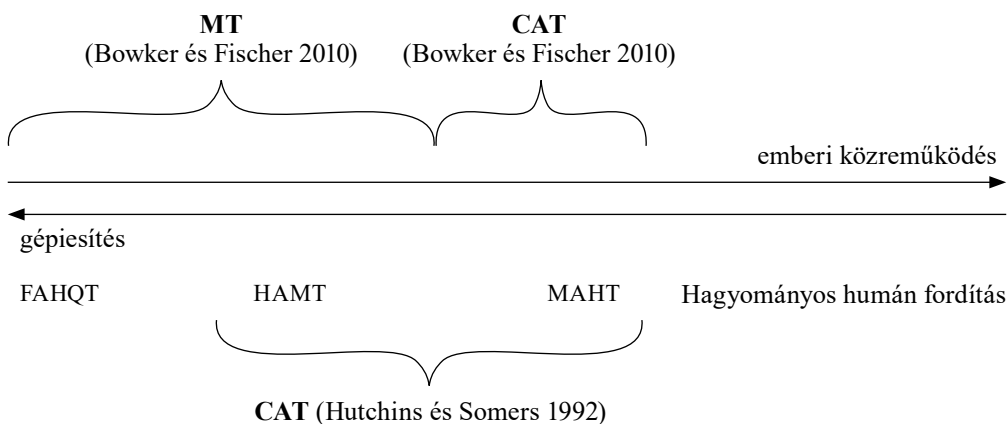 MT
(Bowker és Fischer 2010)
CAT
(Bowker és Fischer 2010)
emberi közreműködés
gépiesítés
FAHQT HAMT MAHT Hagyományos humán fordítás
CAT (Hutchins és Somers 1992)